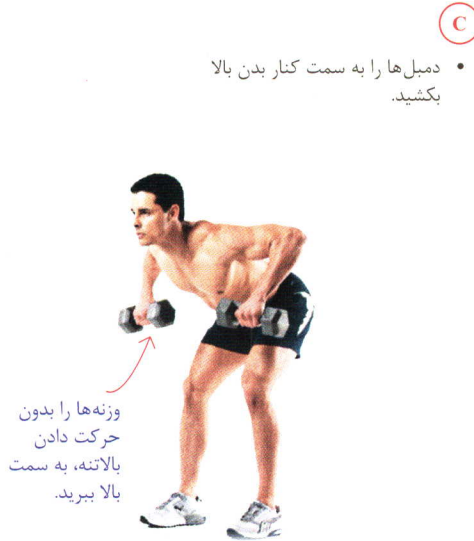 C
• دمبل‌ها را به سمت کنار بدن بالا
بکشید.
وزنه‌ها را بدون
حرکت دادن
بالاتنه، به سمت
بالا ببرید.